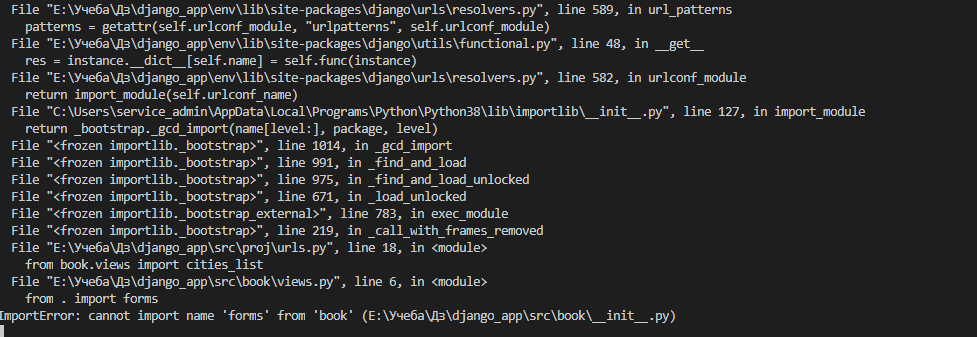 File "E:\Учеба\Дз\django_app\env\lib\site-packages\django\urls\resolvers.py", line 589, in url_patterns
patterns = getattr(self.urlconf_module, "urlpatterns", self.urlconf_module)
File "E:\Учеба\Дз\django_app\env\lib\site-packages\django\utils\functional.py", line 48, in __get__
res = instance.__dict__[self.name] = self.func(instance)
File "E:\Учеба\Дз\django_app\env\lib\site-packages\django\urls\resolvers.py", line 582, in urlconf_module
return import_module(self.urlconf_name)
File "C:\Users\service_admin\AppData\Local\Programs\Python\Python38\lib\importlib\__init__.py", line 127, in import_module
return _bootstrap._gcd_import(name[level:], package, level)
File "<frozen importlib._bootstrap>", line 1014, in _gcd_import
File "<frozen importlib._bootstrap>", line 991, in _find_and_load
File "<frozen importlib._bootstrap>", line 975, in _find_and_load_unlocked
File "<frozen importlib._bootstrap>", line 671, in _load_unlocked
File "<frozen importlib._bootstrap_external>", line 783, in exec_module
File "<frozen importlib._bootstrap>", line 219, in _call_with_frames_removed
File "E:\Учеба\Дз\django_app\src\proj\urls.py", line 18, in <module>
from book.views import cities_list
File "E:\Учеба\Дз\django_app\src\book\views.py", line 6, in <module>
from . import forms
ImportError: cannot import name 'forms' from 'book' (E:\Учеба\Дз\django_app\src\book\__init__.py)